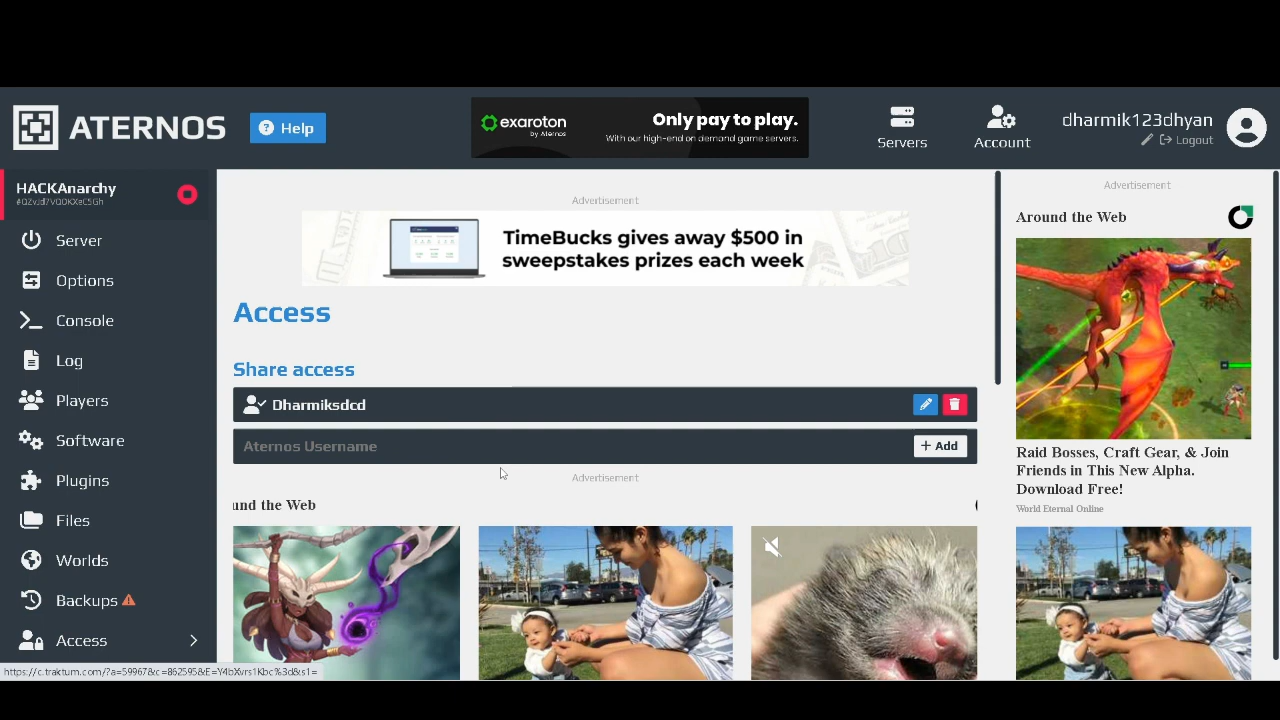 ATERNOS
Help
exaroton
by Aternos
Only pay to play.
With our high-end on demand game servers.
Servers
Account
dharmik123dhyan
Logout
HACKAnarchy
Server
Options
Console
Log
Players
Software
Plugins
Files
Worlds
Backups
Access
Advertisement
TimeBucks gives away $500 in
sweepstakes prizes each week
Access
Share access
Dharmiksdcd
Aternos Username
+ Add
Advertisement
und the Web
Advertisement
Around the Web
Raid Bosses, Craft Gear, & Join
Friends in This New Alpha.
Download Free!
World Eternal Online